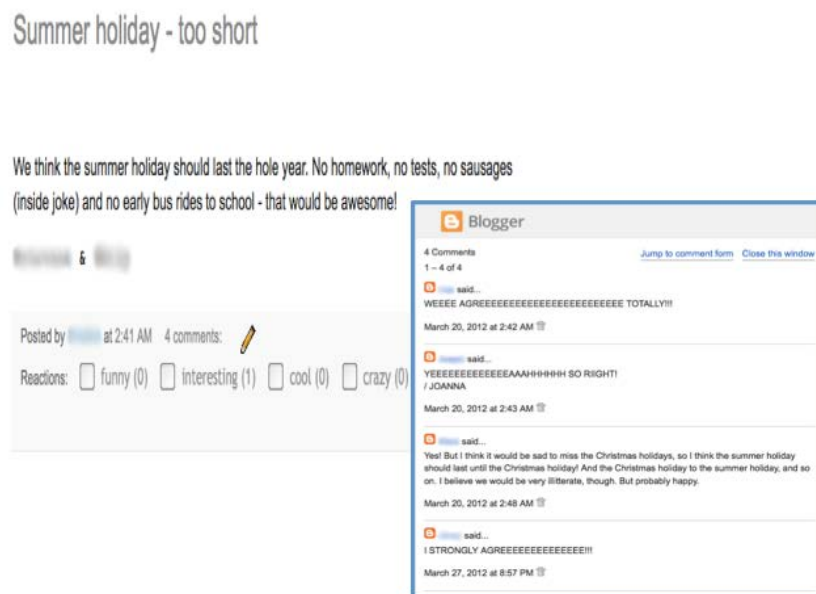 Summer holiday - too short
We think the summer holiday should last the hole year. No homework, no tests, no sausages
(inside joke) and no early bus rides to school - that would be awesome!
&
Posted by at 2:41 AM 4 comments:
Reactions: funny (0) interesting (1) cool (0) crazy (0)
Blogger
4 Comments Jump to comment form Close this window
1 – 4 of 4
said...
WEEEE AGREEEEEEEEEEEEEEEEEEEEEEEEEE TOTALLY!!!
March 20, 2012 at 2:42 AM
said...
YEEEEEEEEEEEEEAAAHHHHHH SO RIIGHT!
/ JOANNA
March 20, 2012 at 2:43 AM
said...
Yes! But I think it would be sad to miss the Christmas holidays, so I think the summer holiday
should last until the Christmas holiday! And the Christmas holiday to the summer holiday, and so
on. I believe we would be very illitterate, though. But probably happy.
March 20, 2012 at 2:48 AM
said...
I STRONGLY AGREEEEEEEEEEEEEEE!!!
March 27, 2012 at 8:57 PM